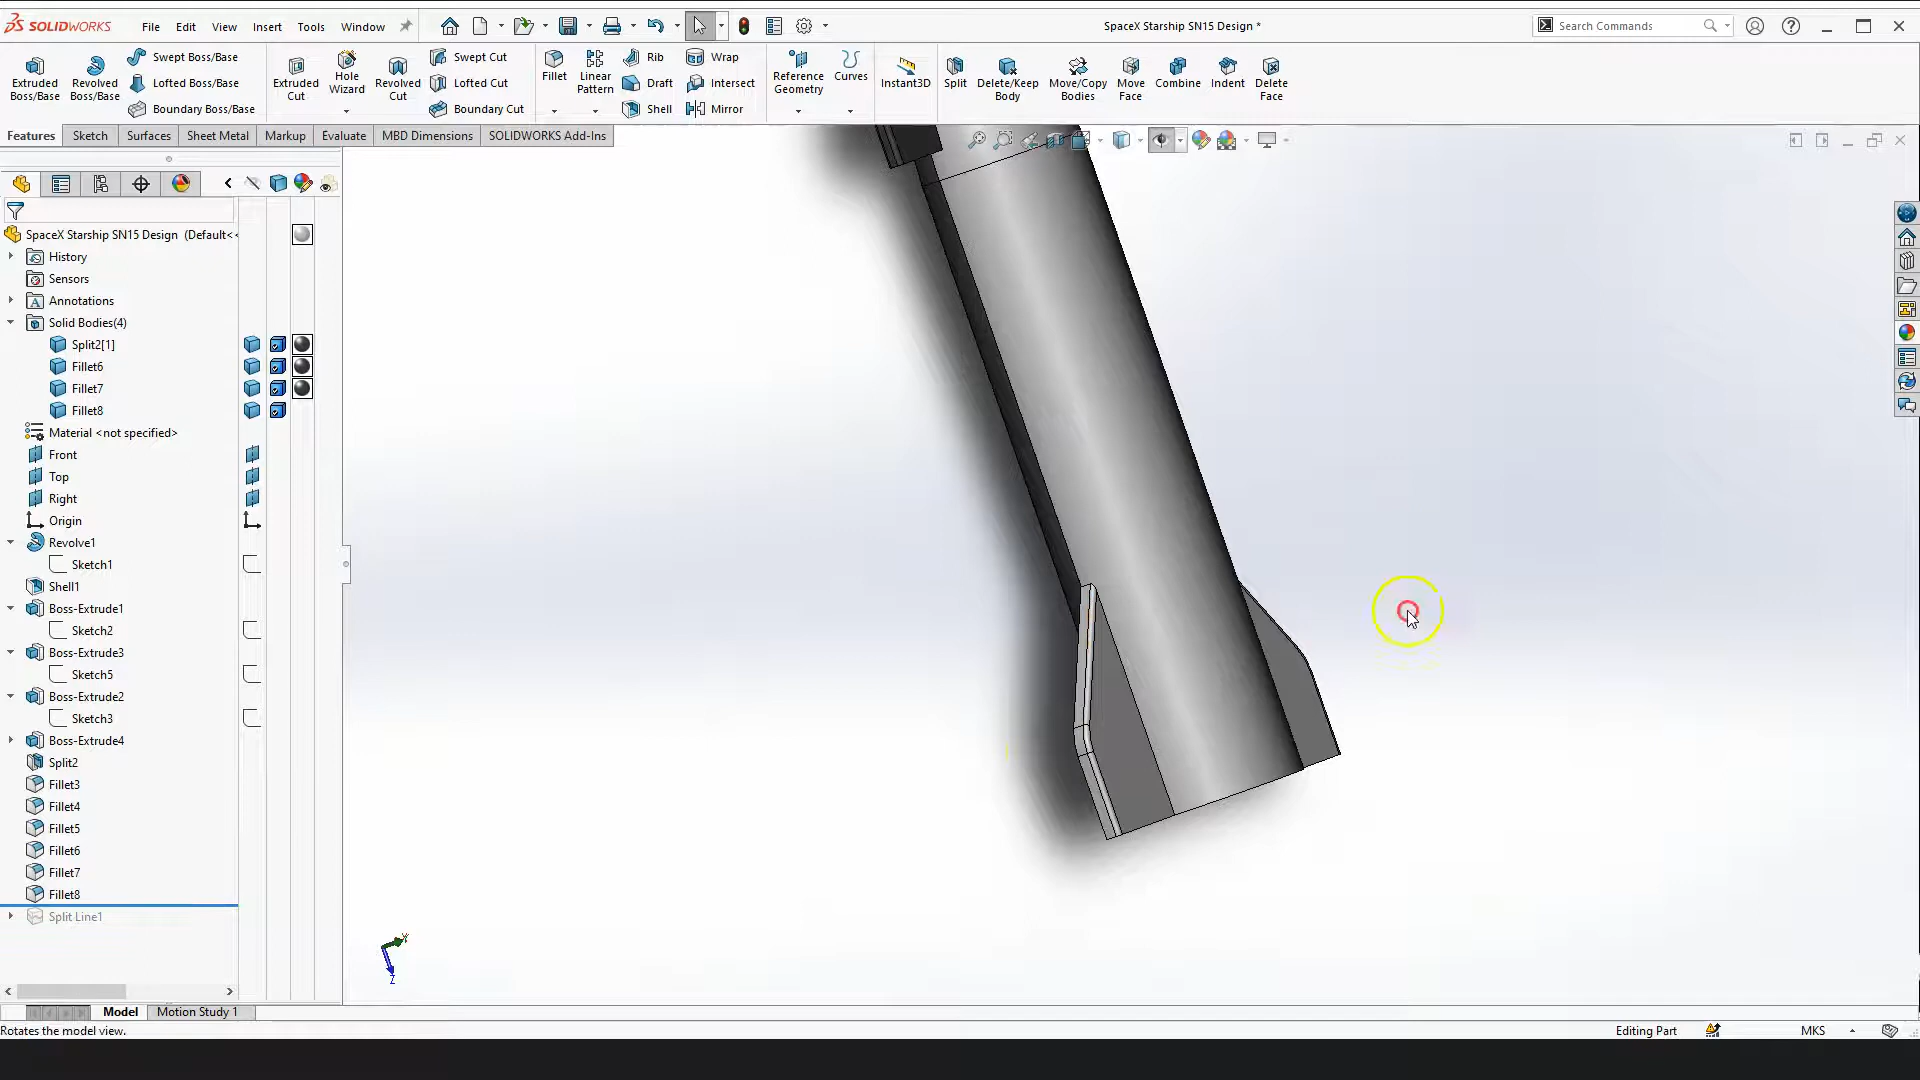 SOLIDWORKS File Edit View Insert Tools Window SpaceX Starship SN15 Design * Search Commands
Extruded Boss/Base Revolved Boss/Base Swept Boss/Base Lofted Boss/Base Boundary Boss/Base Extruded Cut Hole Wizard Revolved Cut Swept Cut Lofted Cut Boundary Cut Fillet Linear Pattern Rib Draft Shell Wrap Intersect Mirror Reference Geometry Curves Instant3D Split Delete/Keep Body Move/Copy Bodies Move Face Combine Indent Delete Face
Features Sketch Surfaces Sheet Metal Markup Evaluate MBD Dimensions SOLIDWORKS Add-Ins
SpaceX Starship SN15 Design (Default<<
History
Sensors
Annotations
Solid Bodies(4)
Split2[1]
Fillet6
Fillet7
Fillet8
Material <not specified>
Front
Top
Right
Origin
Revolve1
Sketch1
Shell1
Boss-Extrude1
Sketch2
Boss-Extrude3
Sketch5
Boss-Extrude2
Sketch3
Boss-Extrude4
Split2
Fillet3
Fillet4
Fillet5
Fillet6
Fillet7
Fillet8
Split Line1
Y
Z
Model Motion Study 1
Rotates the model view. Editing Part MKS